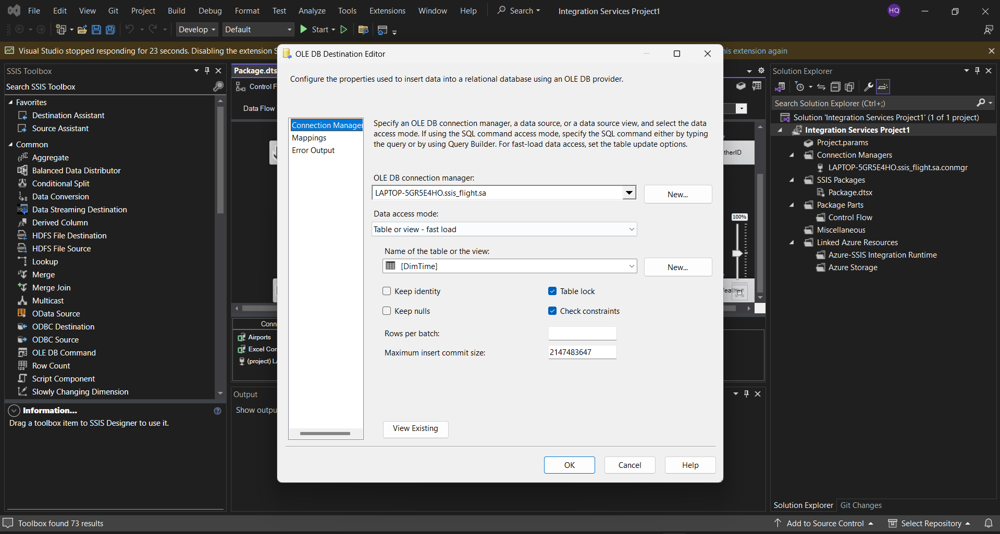 File Edit View Git Project Build Debug Format Test Analyze Tools Extensions Window Help Search Integration Services Project1 HQ
Develop Default Start
Visual Studio stopped responding for 23 seconds. Disabling the extension S
his extension again
SSIS Toolbox
Search SSIS Toolbox
Favorites
Destination Assistant
Source Assistant
Common
Aggregate
Balanced Data Distributor
Conditional Split
Data Conversion
Data Streaming Destination
Derived Column
HDFS File Destination
HDFS File Source
Lookup
Merge
Merge Join
Multicast
OData Source
ODBC Destination
ODBC Source
OLE DB Command
Row Count
Script Component
Slowly Changing Dimension
Information...
Drag a toolbox item to SSIS Designer to use it.
Package.dts
Control F
Data Flow
therID
100%
eather
Conn
Airports
Excel Con
(project) LA
Output
Show outpu
OLE DB Destination Editor
Configure the properties used to insert data into a relational database using an OLE DB provider.
Connection Manager
Mappings
Error Output
Specify an OLE DB connection manager, a data source, or a data source view, and select the data
access mode. If using the SQL command access mode, specify the SQL command either by typing
the query or by using Query Builder. For fast-load data access, set the table update options.
OLE DB connection manager:
LAPTOP-5GR5E4HO.ssis_flight.sa
New...
Data access mode:
Table or view - fast load
Name of the table or the view:
[DimTime]
New...
Keep identity
Table lock
Keep nulls
Check constraints
Rows per batch:
Maximum insert commit size:
2147483647
View Existing
OK
Cancel
Help
Solution Explorer
Search Solution Explorer (Ctrl+;)
Solution 'Integration Services Project1' (1 of 1 project)
Integration Services Project1
Project.params
Connection Managers
LAPTOP-5GR5E4HO.ssis_flight.sa.conmgr
SSIS Packages
Package.dtsx
Package Parts
Control Flow
Miscellaneous
Linked Azure Resources
Azure-SSIS Integration Runtime
Azure Storage
Solution Explorer Git Changes
Toolbox found 73 results
Add to Source Control
Select Repository